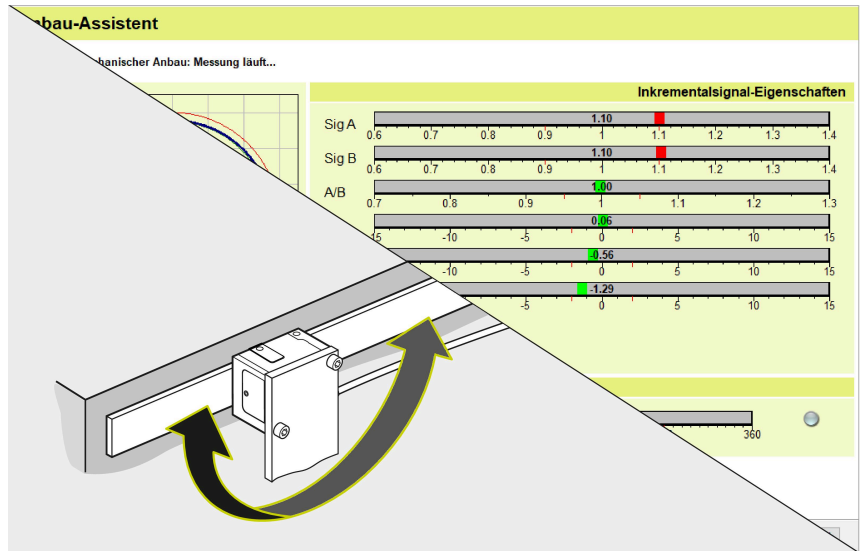 nbau-Assistent
hanischer Anbau: Messung läuft...
Inkrementalsignal-Eigenschaften
Sig A
1.10
0.6 0.7 0.8 0.9 1 1.1 1.2 1.3 1.4
Sig B
1.10
0.6 0.7 0.8 0.9 1 1.1 1.2 1.3 1.4
A/B
1.00
0.7 0.8 0.9 1 1.1 1.2 1.3
0.06
15 -10 -5 0 5 10 15
-0.56
-10 -5 0 5 10 15
-1.29
-5 0 5 10 15
360